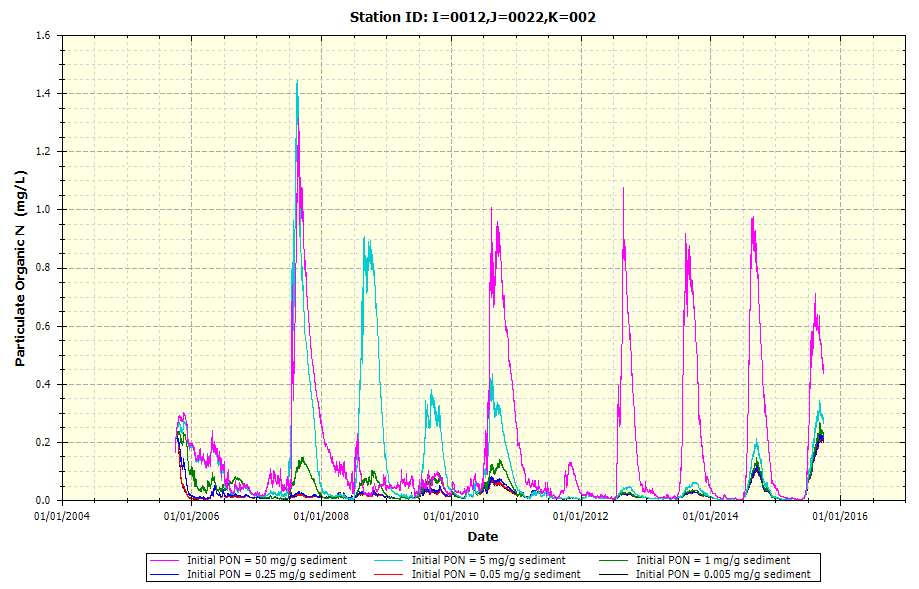 Station ID: I=0012,J=0022,K=002
1.6
1.4
1.2
1.0
0.8
0.6
0.4
0.2
0.0
Particulate Organic N (mg/L)
01/01/2004 01/01/2006 01/01/2008 01/01/2010 01/01/2012 01/01/2014 01/01/2016
Date
Initial PON = 50 mg/g sediment Initial PON = 5 mg/g sediment Initial PON = 1 mg/g sediment
Initial PON = 0.25 mg/g sediment Initial PON = 0.05 mg/g sediment Initial PON = 0.005 mg/g sediment